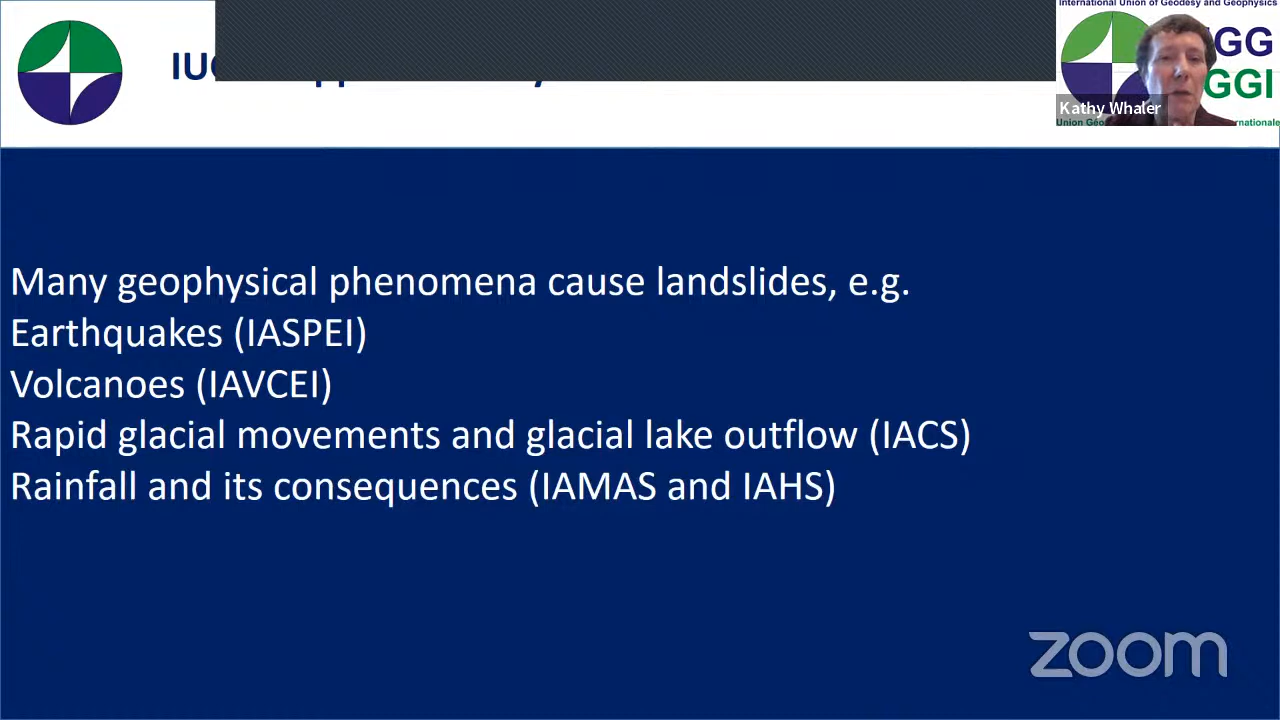 International Union of Geodesy and Geophysics
GG
GGI
Kathy Whaler
Many geophysical phenomena cause landslides, e.g.
Earthquakes (IASPEI)
Volcanoes (IAVCEI)
Rapid glacial movements and glacial lake outflow (IACS)
Rainfall and its consequences (IAMAS and IAHS)
zoom